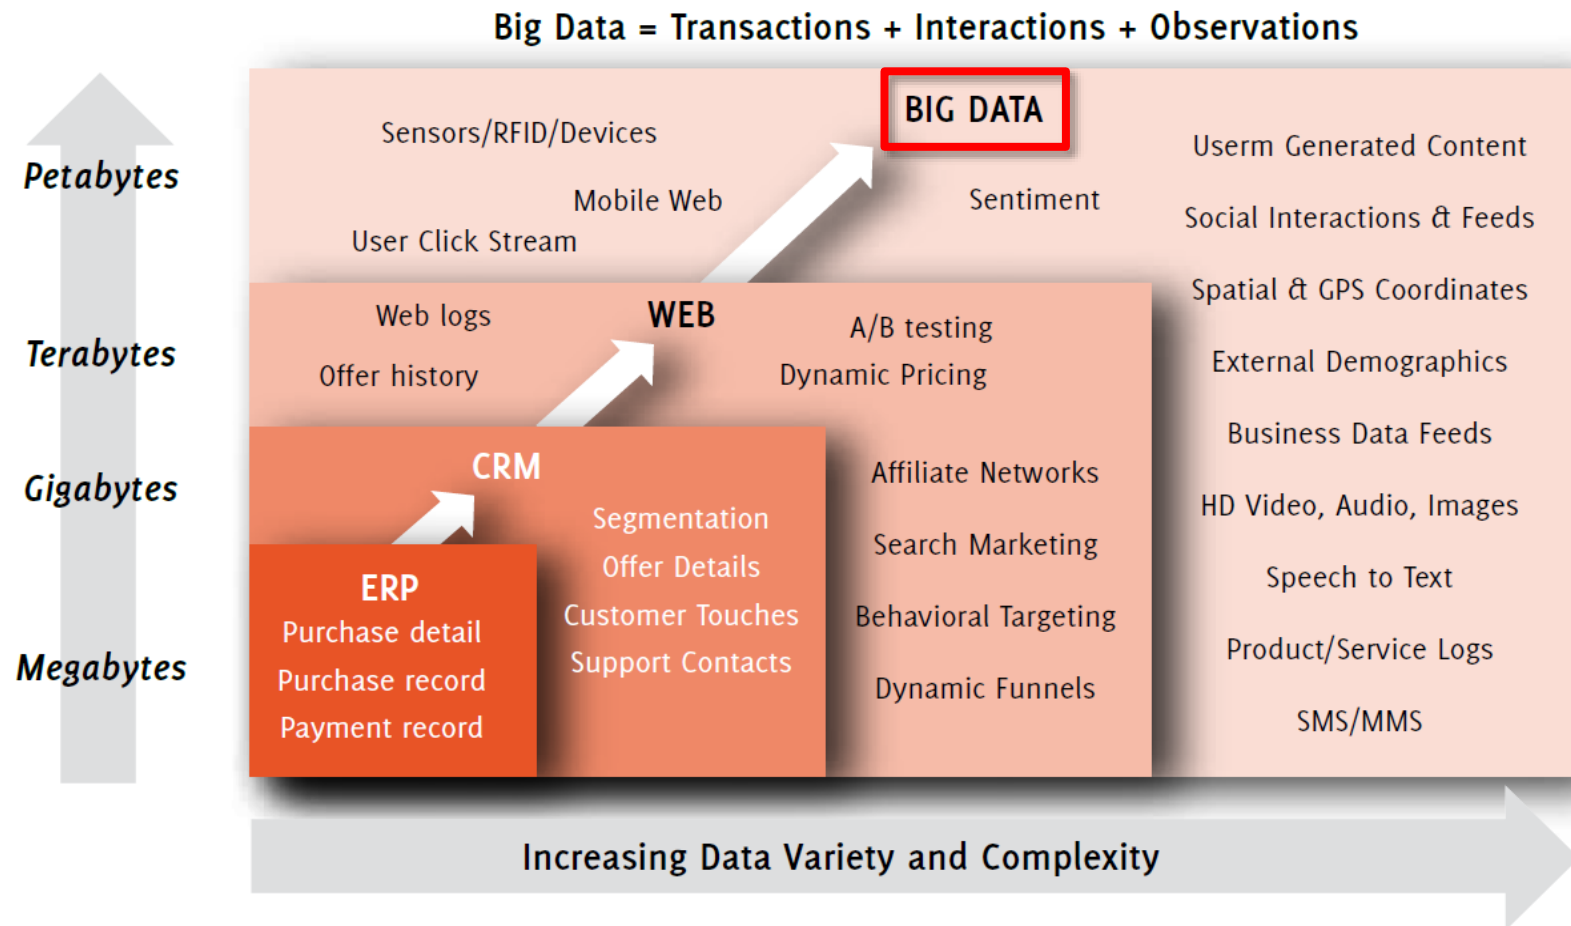 Big Data = Transactions + Interactions + Observations
Petabytes
Terabytes
Gigabytes
Megabytes
BIG DATA
Sensors/RFID/Devices
Mobile Web
User Click Stream
Sentiment
Userm Generated Content
Social Interactions & Feeds
Spatial & GPS Coordinates
External Demographics
Business Data Feeds
HD Video, Audio, Images
Speech to Text
Product/Service Logs
SMS/MMS
WEB
Web logs
Offer history
A/B testing
Dynamic Pricing
Affiliate Networks
Search Marketing
Behavioral Targeting
Dynamic Funnels
CRM
Segmentation
Offer Details
Customer Touches
Support Contacts
ERP
Purchase detail
Purchase record
Payment record
Increasing Data Variety and Complexity